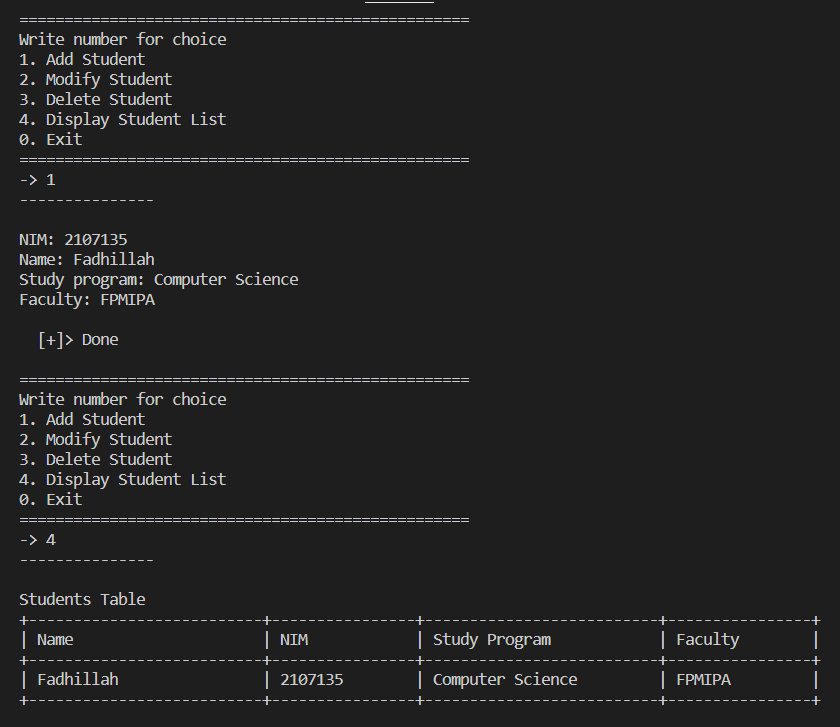 ==================================================
Write number for choice
1. Add Student
2. Modify Student
3. Delete Student
4. Display Student List
0. Exit
==================================================
-> 1
---------------
NIM: 2107135
Name: Fadhillah
Study program: Computer Science
Faculty: FPMIPA
  [+]> Done
==================================================
Write number for choice
1. Add Student
2. Modify Student
3. Delete Student
4. Display Student List
0. Exit
==================================================
-> 4
---------------
Students Table
+--------------------------+----------------+--------------------------+----------------+
| Name                     | NIM            | Study Program            | Faculty        |
+--------------------------+----------------+--------------------------+----------------+
| Fadhillah                | 2107135        | Computer Science         | FPMIPA         |
+--------------------------+----------------+--------------------------+----------------+